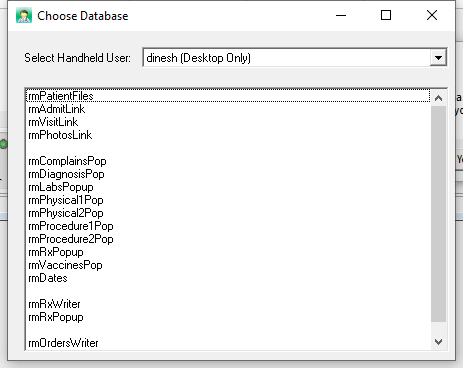 Choose Database
Select Handheld User: dinesh (Desktop Only)
rmPatientFiles
rmAdmitLink
rmVisitLink
rmPhotosLink
rmComplainsPop
rmDiagnosisPop
rmLabsPopup
rmPhysical1Pop
rmPhysical2Pop
rmProcedure1Pop
rmProcedure2Pop
rmRxPopup
rmVaccinesPop
rmDates
rmRxWriter
rmRxPopup
rmOrdersWriter